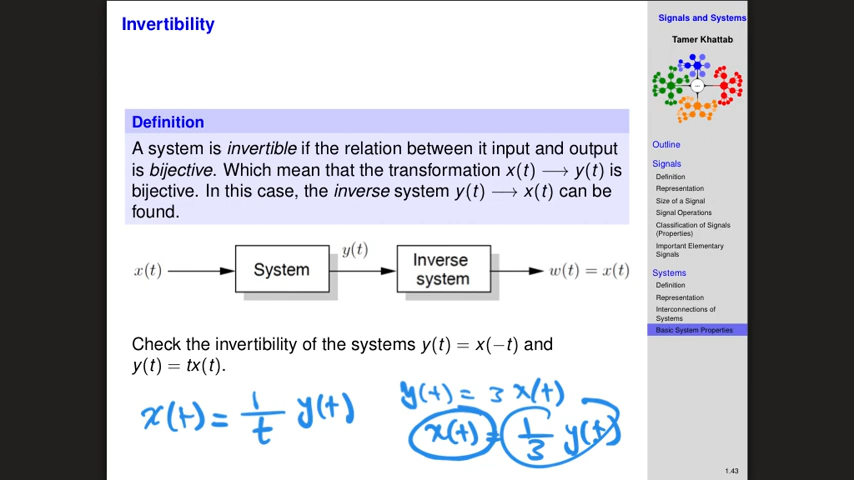 Invertibility
Definition
A system is invertible if the relation between it input and output
is bijective. Which mean that the transformation x(t) ⟶ y(t) is
bijective. In this case, the inverse system y(t) ⟶ x(t) can be
found.
x(t)
System
y(t)
Inverse
system
w(t) = x(t)
Check the invertibility of the systems y(t) = x(−t) and
y(t) = tx(t).
x(t) = 1/t y(t)
y(t) = 3 x(t)
x(t) = 1/3 y(t)
Signals and Systems
Tamer Khattab
Outline
Signals
Definition
Representation
Size of a Signal
Signal Operations
Classification of Signals
(Properties)
Important Elementary
Signals
Systems
Definition
Representation
Interconnections of
Systems
Basic System Properties
1.43